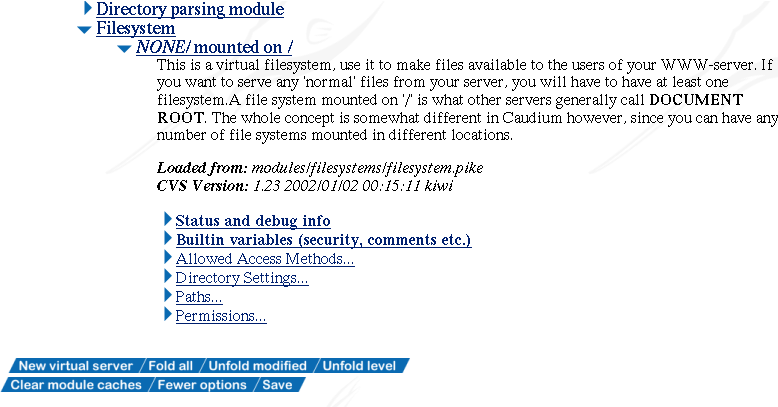 Directory parsing module
Filesystem
NONE/ mounted on /
This is a virtual filesystem, use it to make files available to the users of your WWW-server. If
you want to serve any 'normal' files from your server, you will have to have at least one
filesystem.A file system mounted on '/' is what other servers generally call DOCUMENT
ROOT. The whole concept is somewhat different in Caudium however, since you can have any
number of file systems mounted in different locations.
Loaded from: modules/filesystems/filesystem.pike
CVS Version: 1.23 2002/01/02 00:15:11 kiwi
Status and debug info
Builtin variables (security, comments etc.)
Allowed Access Methods...
Directory Settings...
Paths...
Permissions...
New virtual server / Fold all / Unfold modified / Unfold level
Clear module caches / Fewer options / Save